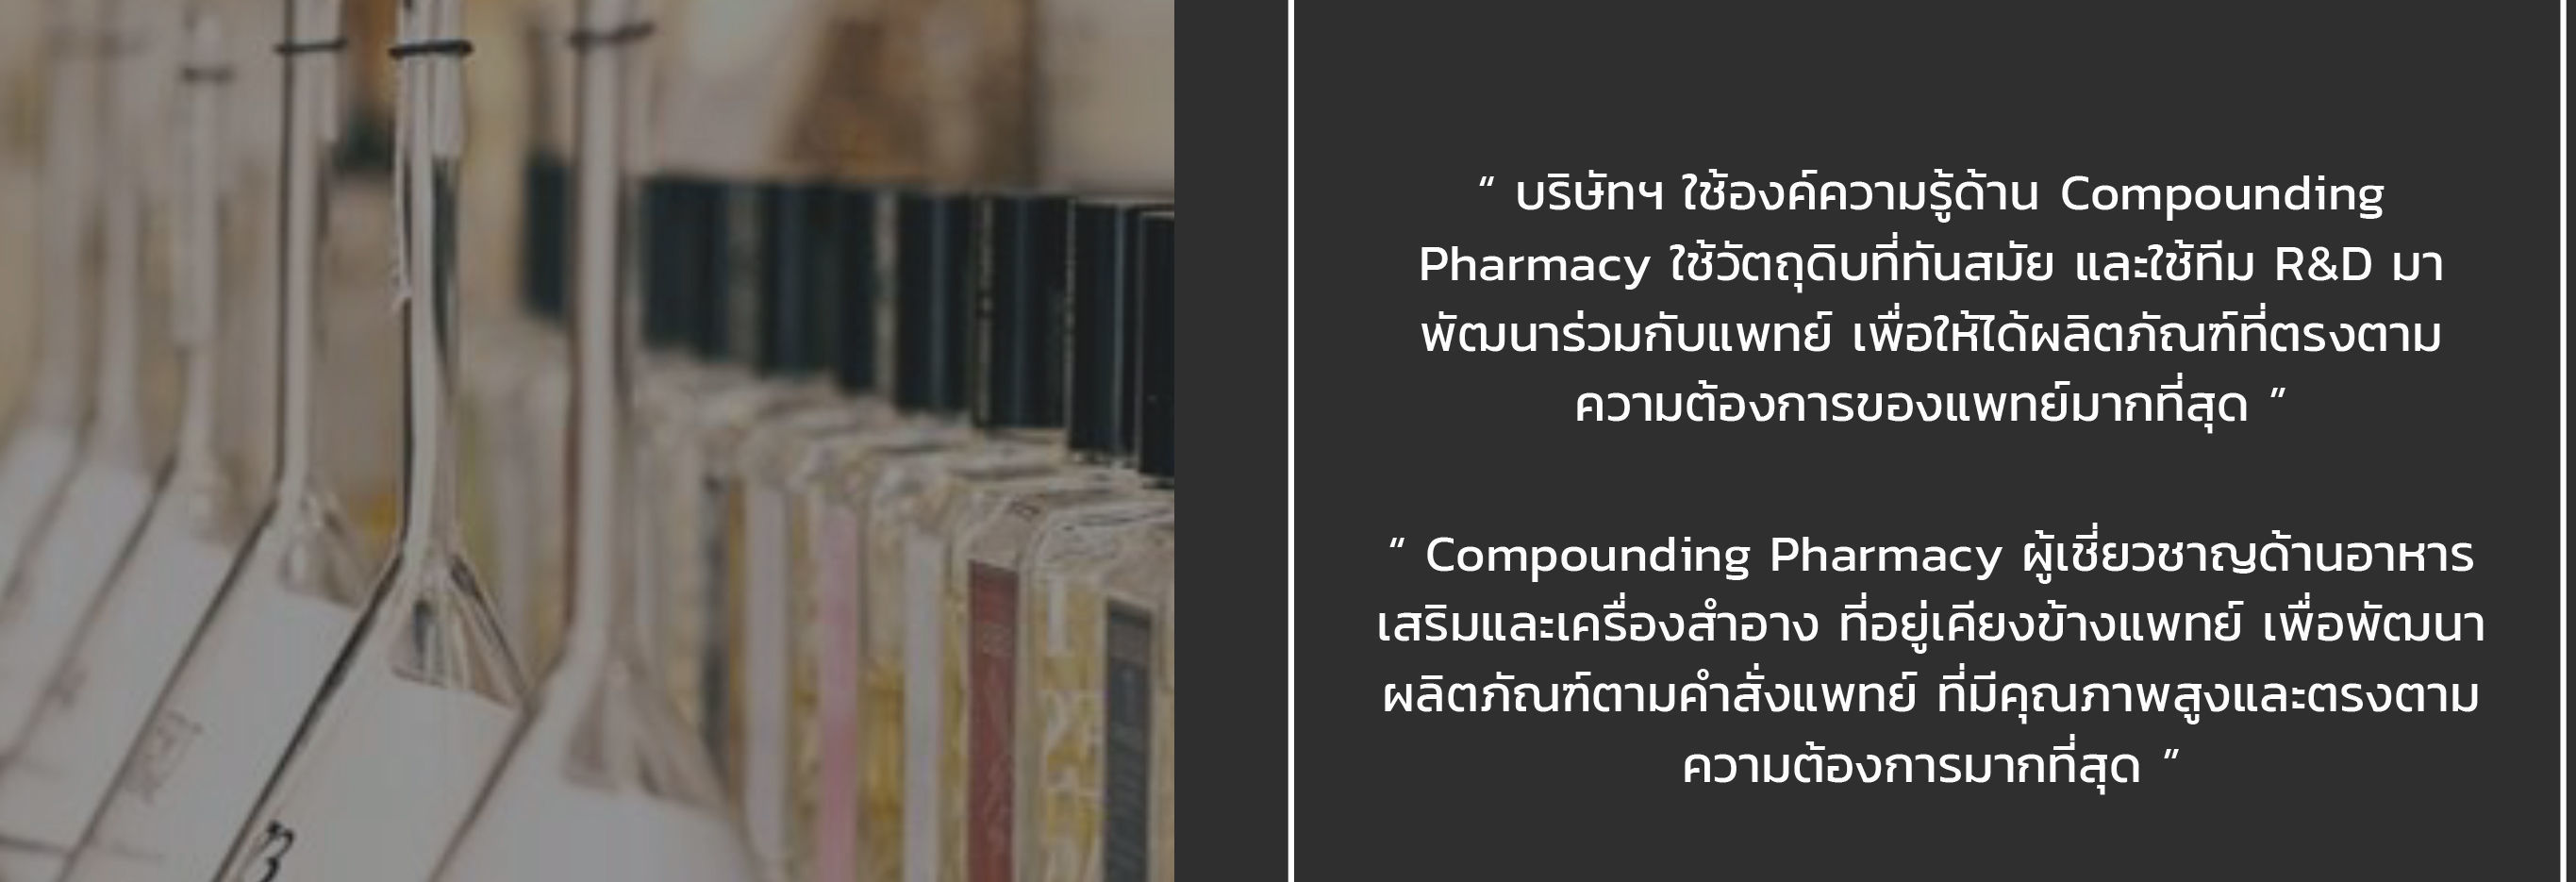 “ บริษัทฯ ใช้องค์ความรู้ด้าน Compounding
Pharmacy ใช้วัตถุดิบที่ทันสมัย และใช้ทีม R&D มา
พัฒนาร่วมกับแพทย์ เพื่อให้ได้ผลิตภัณฑ์ที่ตรงตาม
ความต้องการของแพทย์มากที่สุด ”
“ Compounding Pharmacy ผู้เชี่ยวชาญด้านอาหาร
เสริมและเครื่องสำอาง ที่อยู่เคียงข้างแพทย์ เพื่อพัฒนา
ผลิตภัณฑ์ตามคำสั่งแพทย์ ที่มีคุณภาพสูงและตรงตาม
ความต้องการมากที่สุด ”